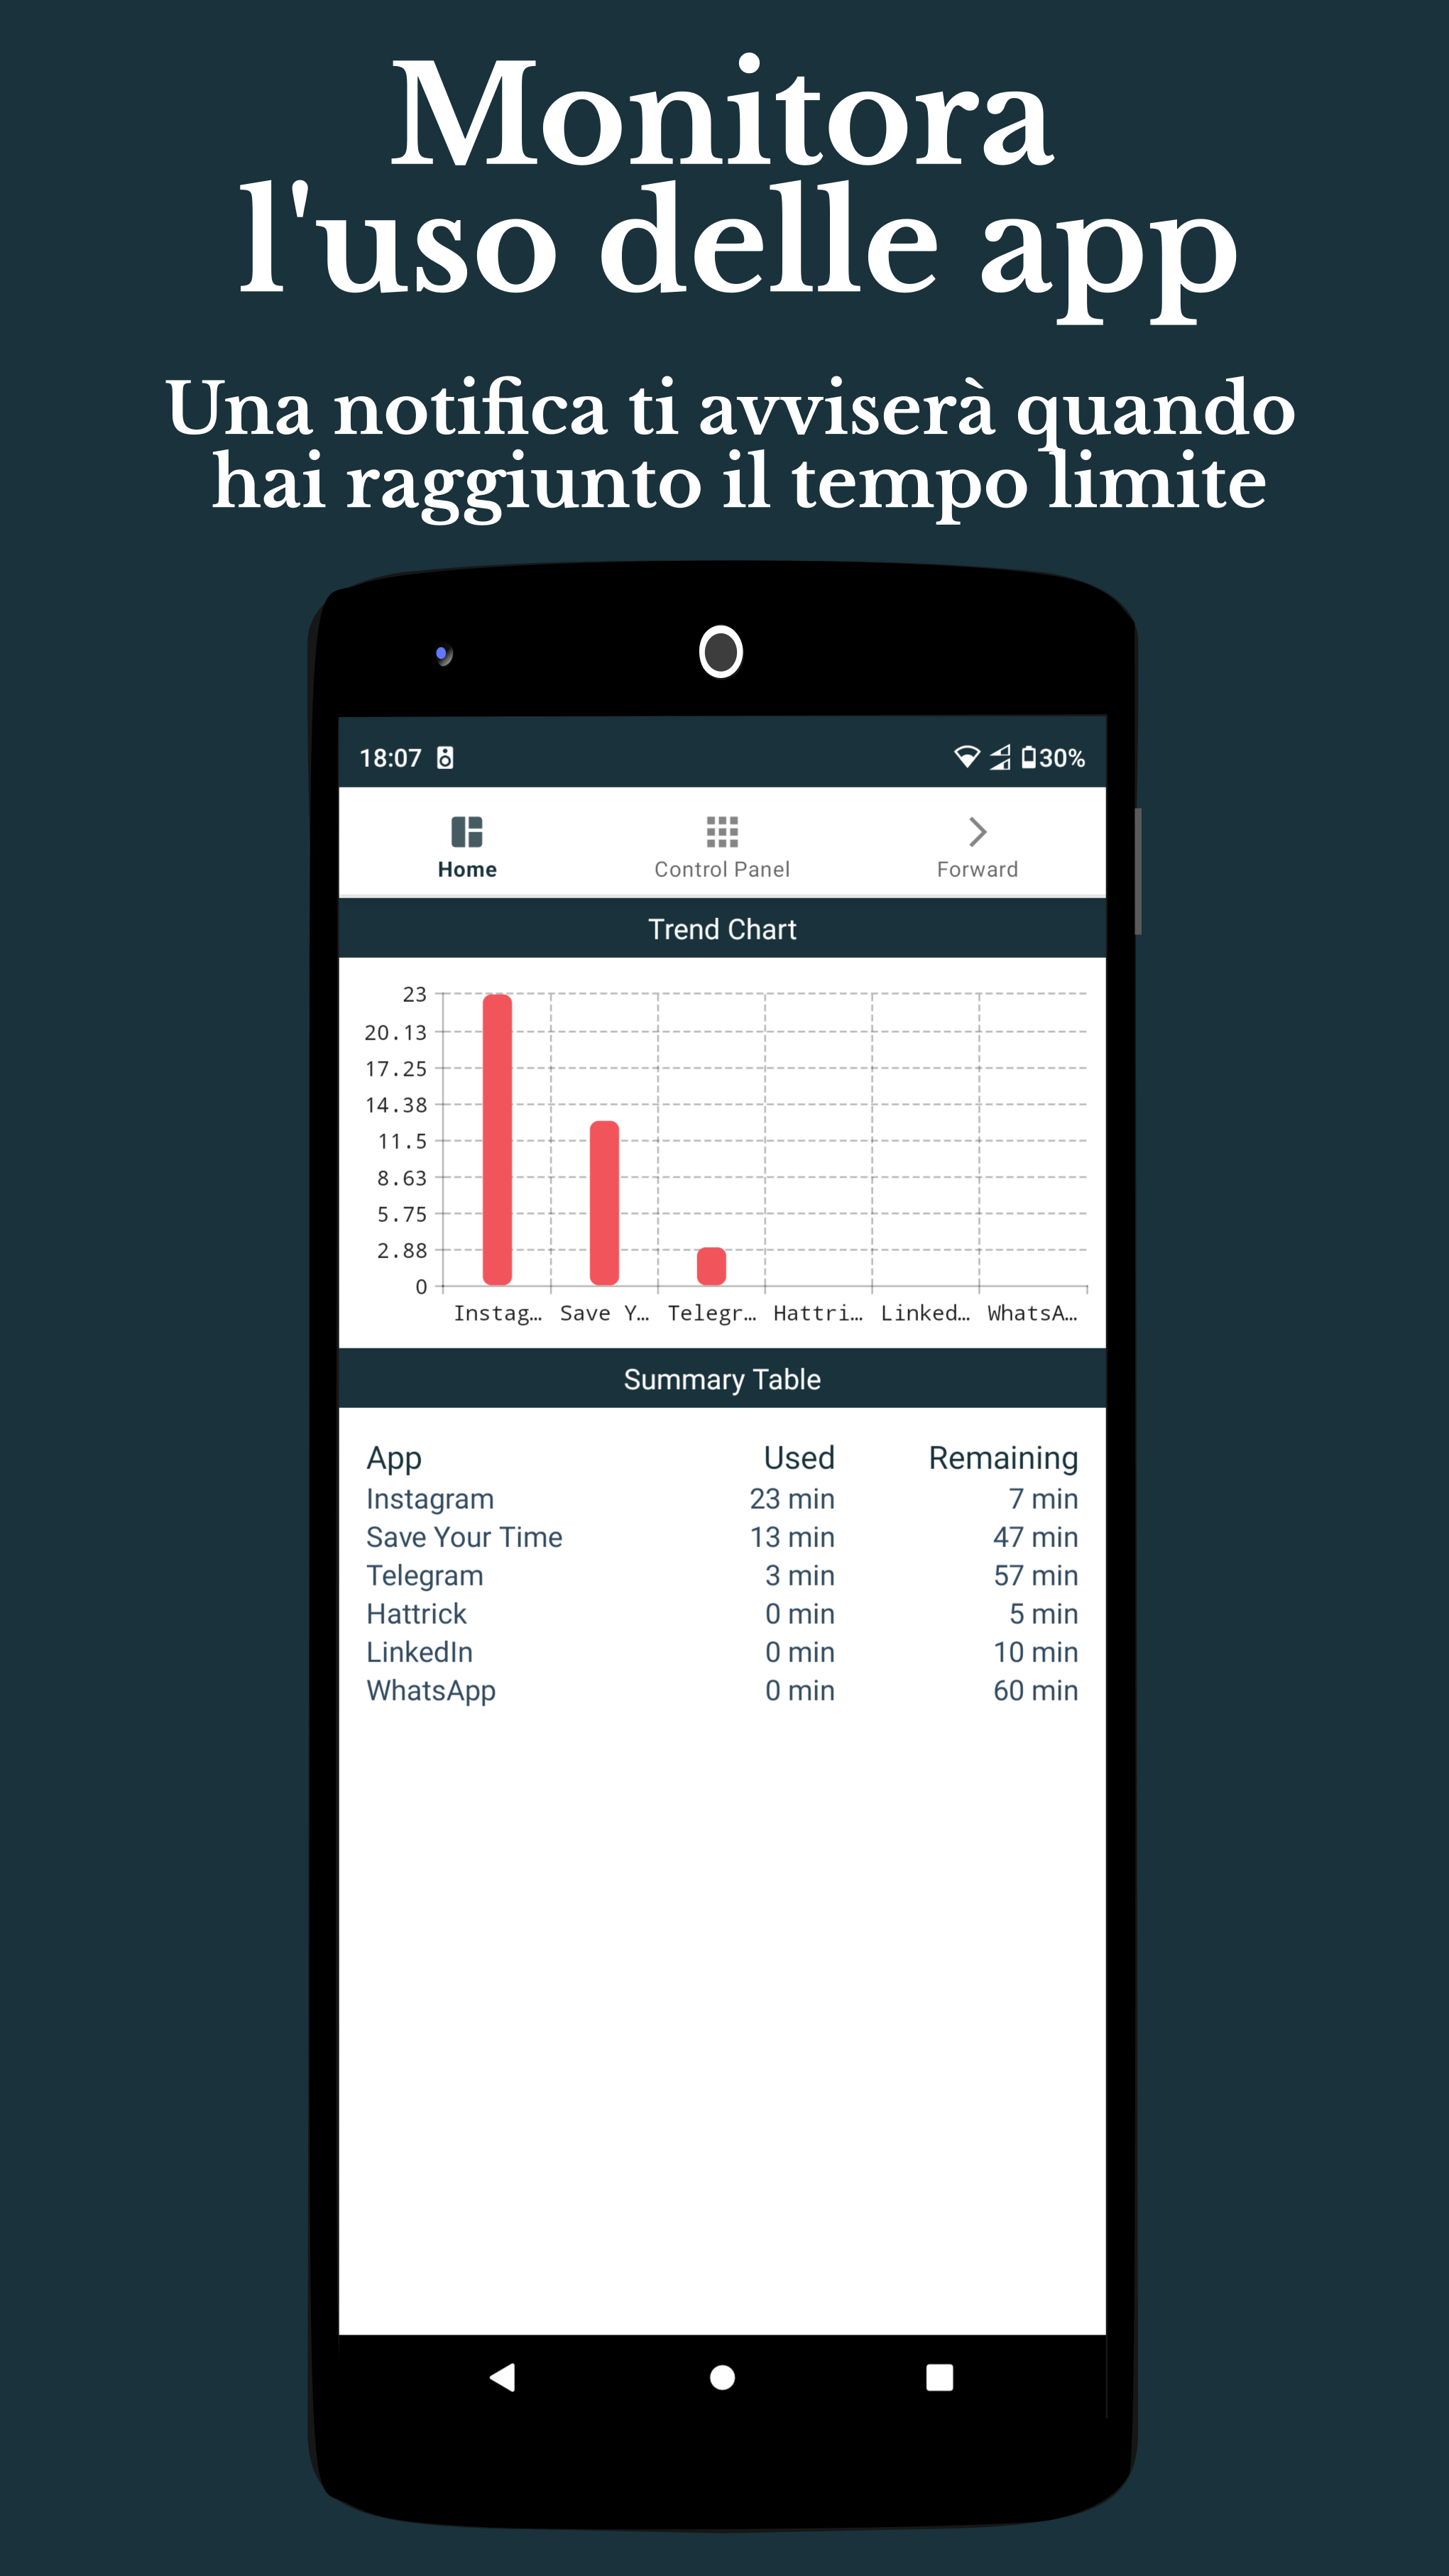 Monitora
l'uso delle app
Una notifica ti avviserà quando
hai raggiunto il tempo limite
18:07 30%
Home Control Panel Forward
Trend Chart
23
20.13
17.25
14.38
11.5
8.63
5.75
2.88
0
Instag… Save Y… Telegr… Hattri… Linked… WhatsA…
Summary Table
App Used Remaining
Instagram 23 min 7 min
Save Your Time 13 min 47 min
Telegram 3 min 57 min
Hattrick 0 min 5 min
LinkedIn 0 min 10 min
WhatsApp 0 min 60 min